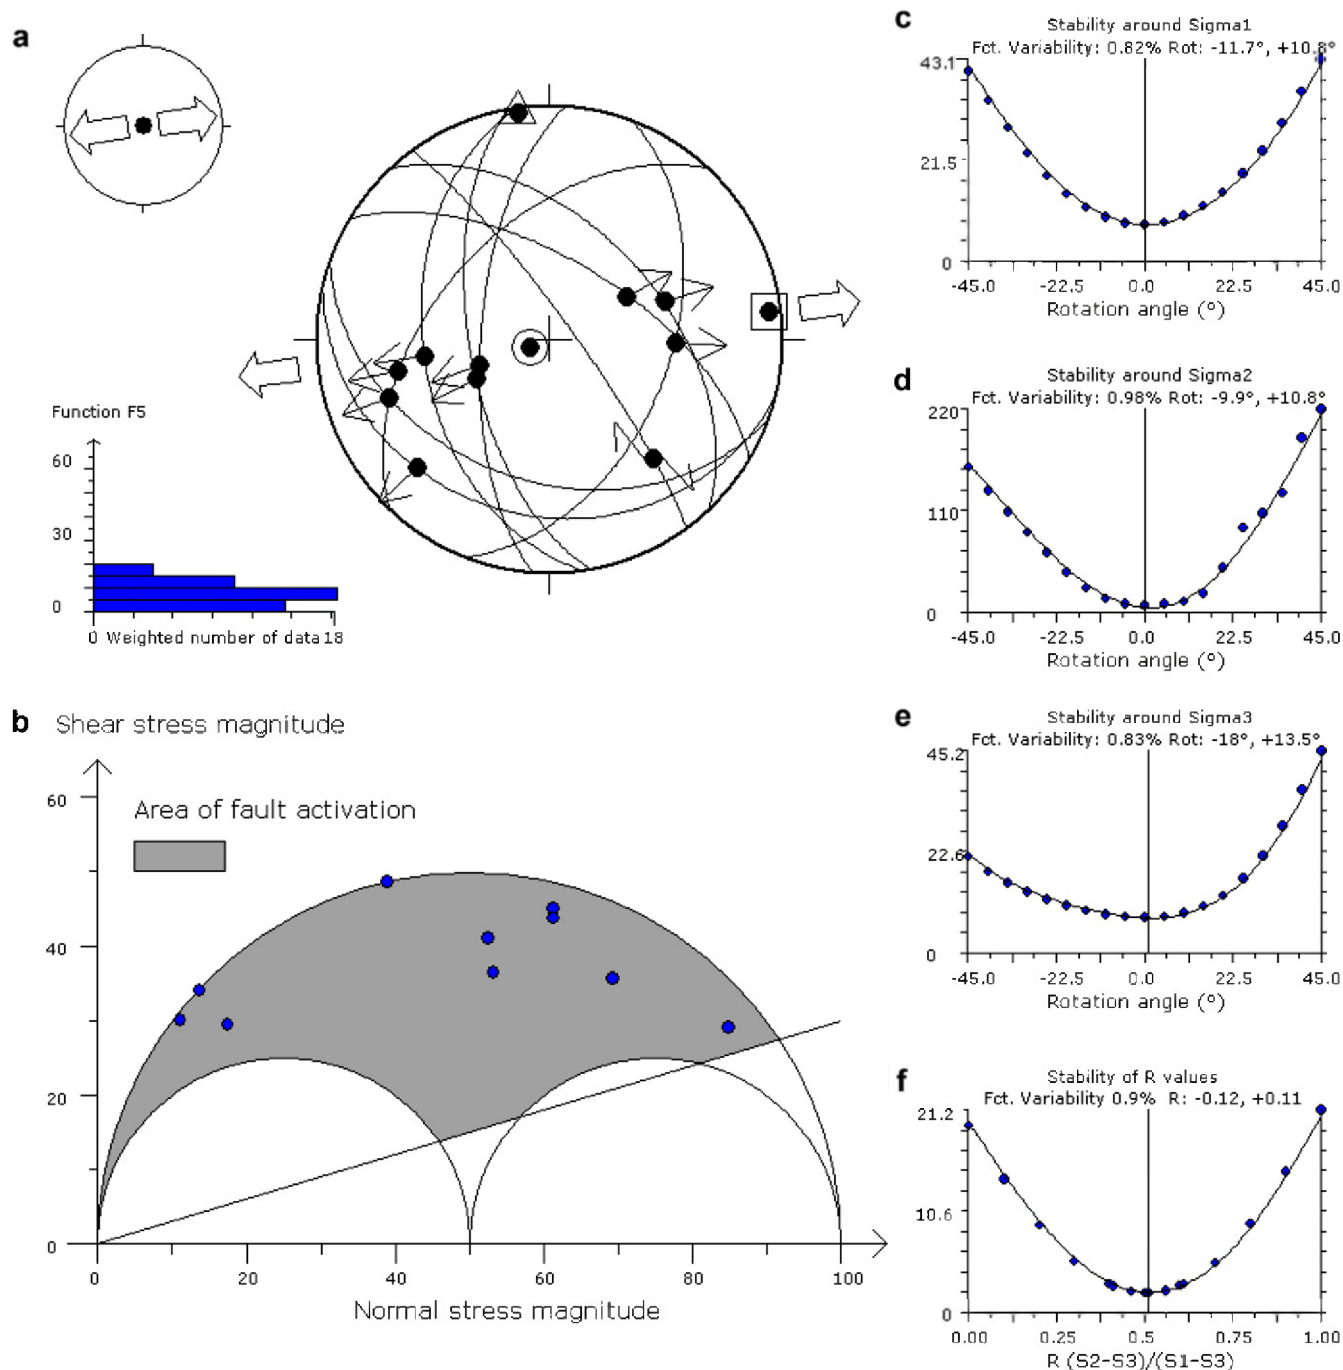 a
Function F5
60
30
0
0 Weighted number of data 18
b Shear stress magnitude
60
Area of fault activation
40
20
0
0 20 40 60 80 100
Normal stress magnitude
c
Stability around Sigma1
Fct. Variability: 0.82% Rot: -11.7°, +10.8°
43.1
21.5
0
-45.0 -22.5 0.0 22.5 45.0
Rotation angle (°)
d
Stability around Sigma2
Fct. Variability: 0.98% Rot: -9.9°, +10.8°
220
110
0
-45.0 -22.5 0.0 22.5 45.0
Rotation angle (°)
e
Stability around Sigma3
Fct. Variability: 0.83% Rot: -18°, +13.5°
45.2
22.6
0
-45.0 -22.5 0.0 22.5 45.0
Rotation angle (°)
f
Stability of R values
Fct. Variability 0.9% R: -0.12, +0.11
21.2
10.6
0
0.00 0.25 0.5 0.75 1.00
R (S2-S3)/(S1-S3)